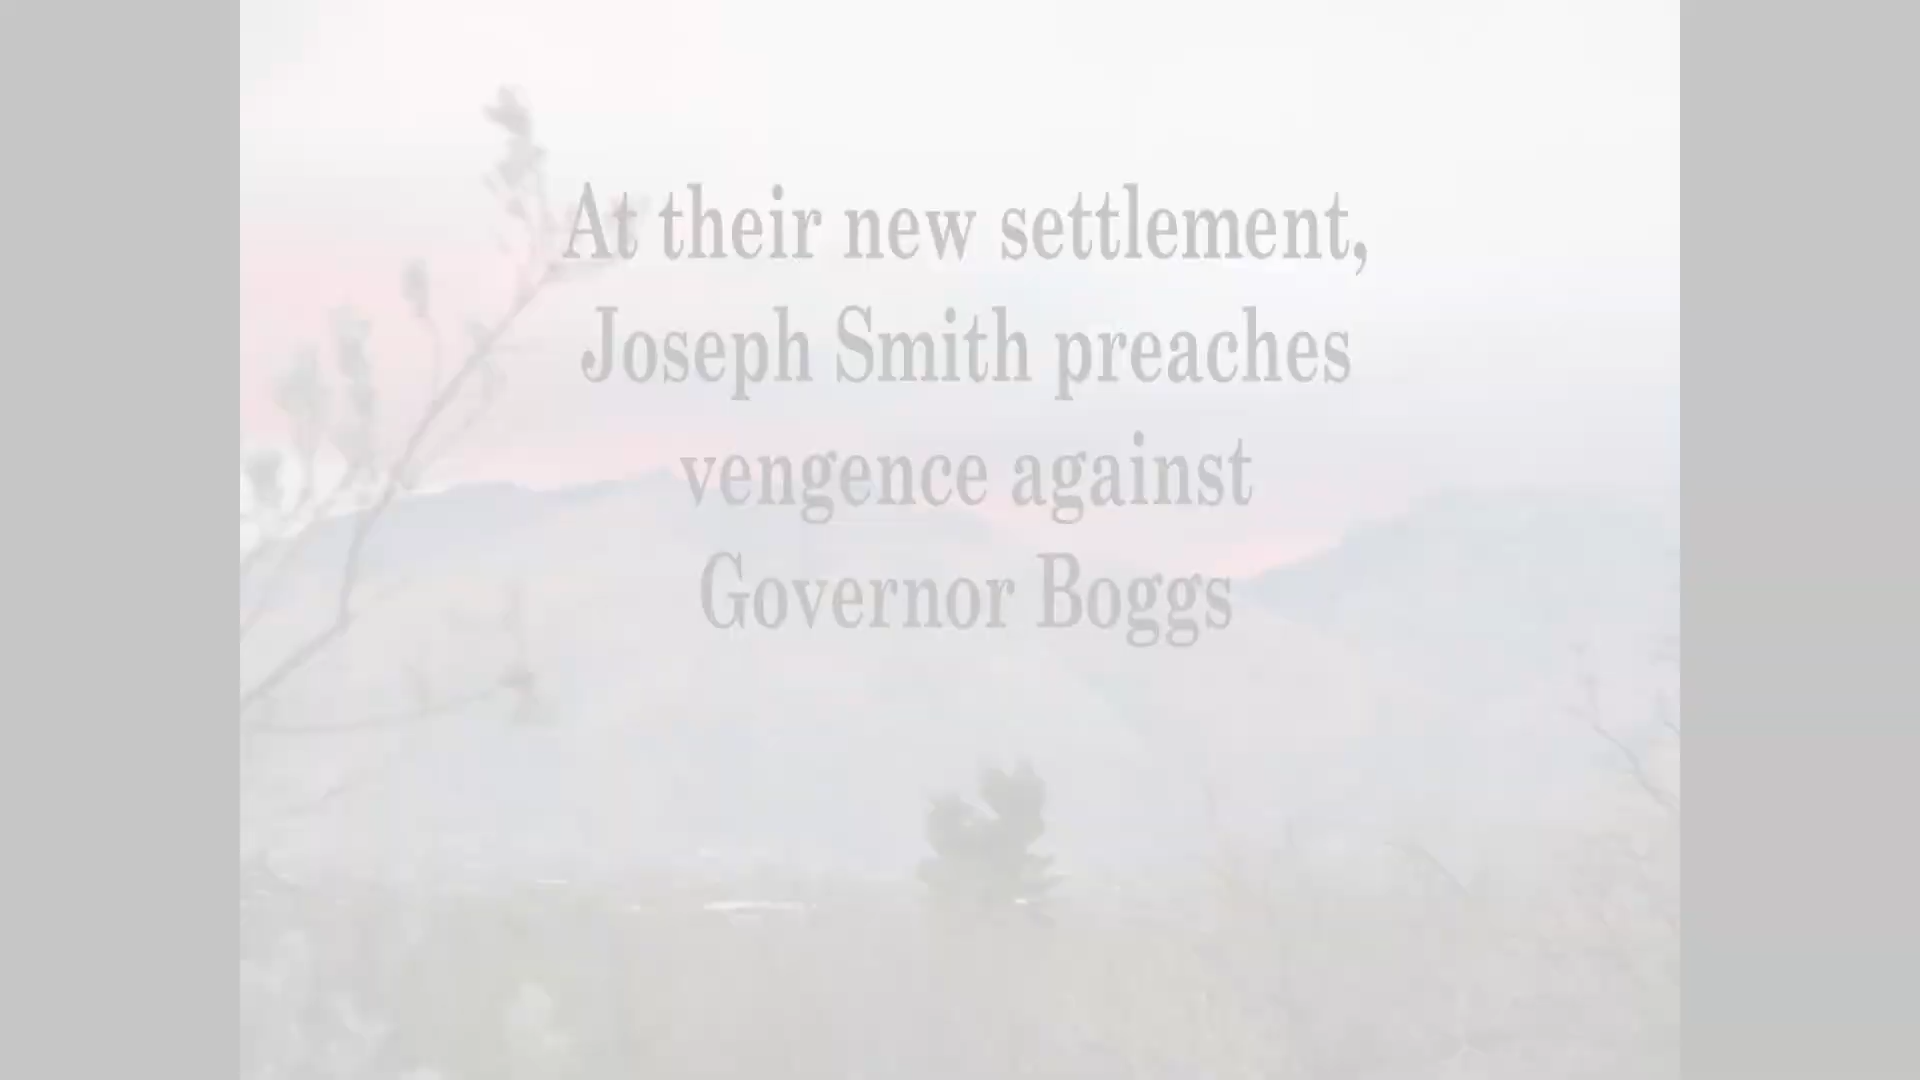 At their new settlement,
Joseph Smith preaches
vengence against
Governor Boggs